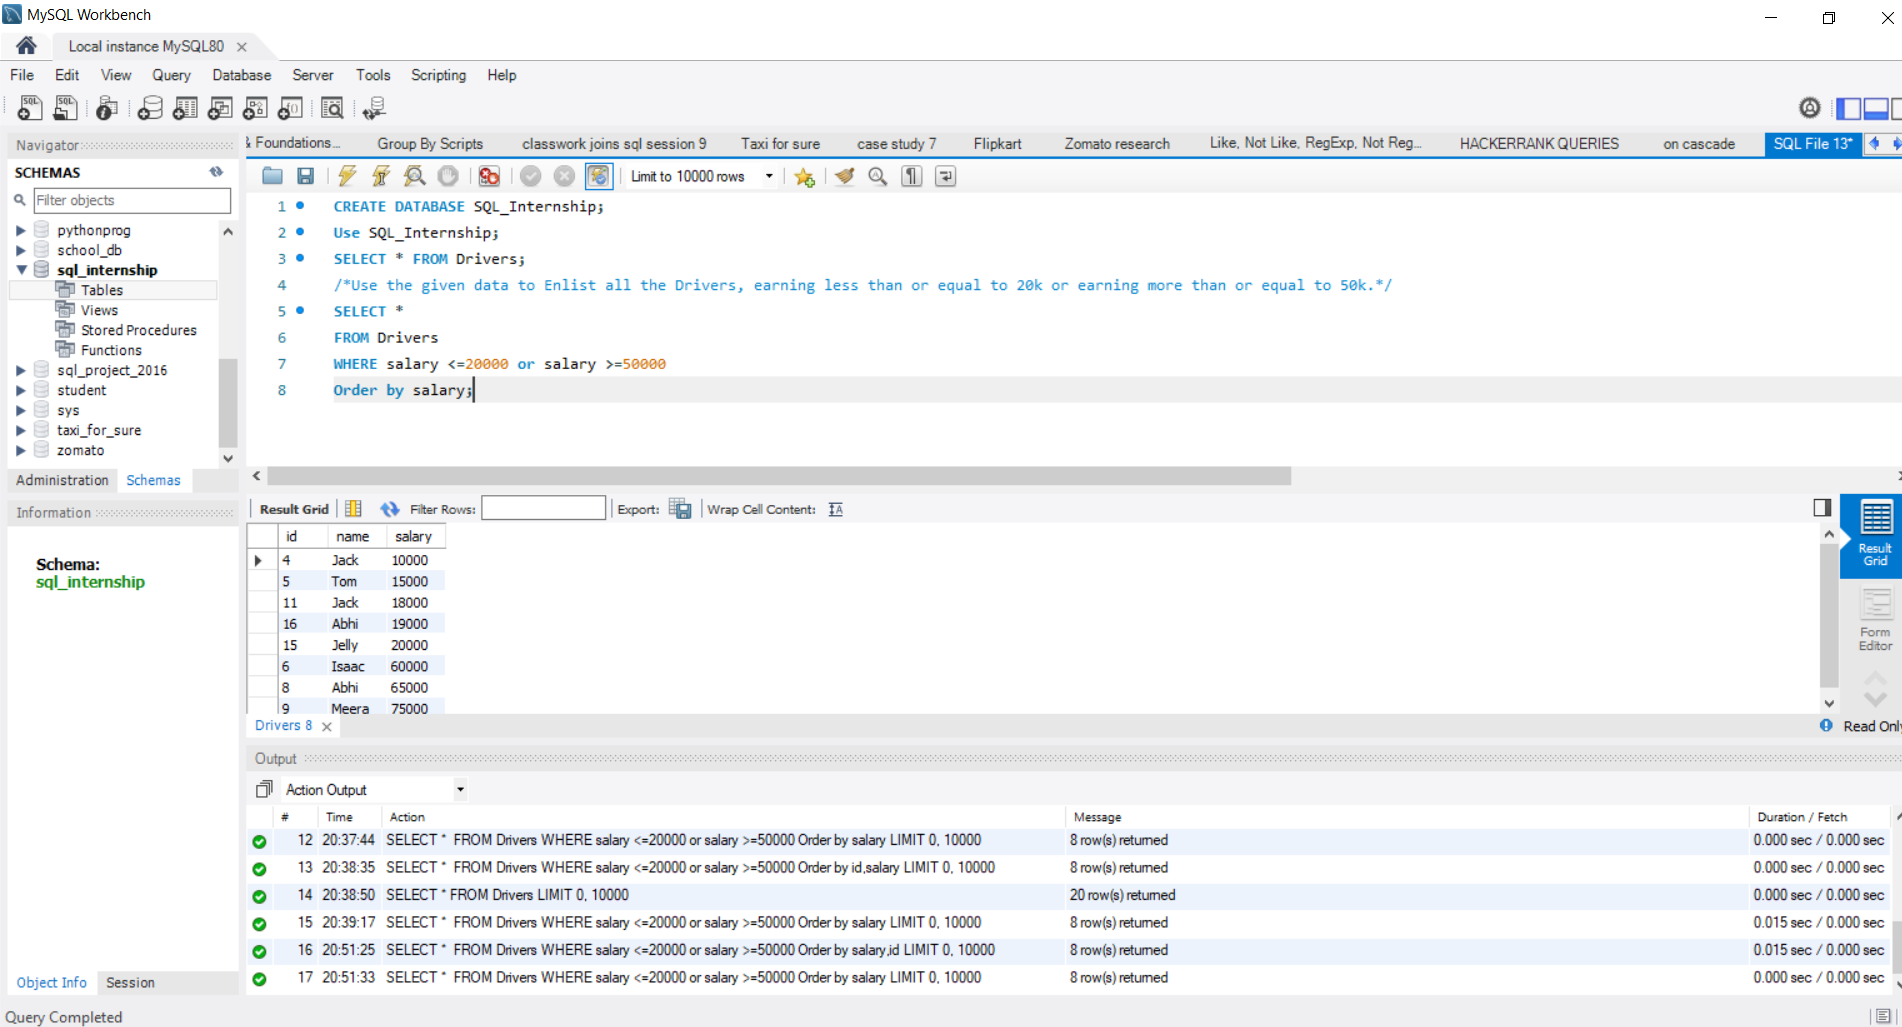 MySQL Workbench
Local instance MySQL80
File Edit View Query Database Server Tools Scripting Help
Navigator
SCHEMAS
Filter objects
pythonprog
school_db
sql_internship
Tables
Views
Stored Procedures
Functions
sql_project_2016
student
sys
taxi_for_sure
zomato
Administration Schemas
Information
Schema:
sql_internship
Object Info Session
& Foundations... Group By Scripts classwork joins sql session 9 Taxi for sure case study 7 Flipkart Zomato research Like, Not Like, RegExp, Not Reg... HACKERRANK QUERIES on cascade SQL File 13*
Limit to 10000 rows
1 CREATE DATABASE SQL_Internship;
2 Use SQL_Internship;
3 SELECT * FROM Drivers;
4 /*Use the given data to Enlist all the Drivers, earning less than or equal to 20k or earning more than or equal to 50k.*/
5 SELECT *
6 FROM Drivers
7 WHERE salary <=20000 or salary >=50000
8 Order by salary;
Result Grid Filter Rows: Export: Wrap Cell Content:
id name salary
4 Jack 10000
5 Tom 15000
11 Jack 18000
16 Abhi 19000
15 Jelly 20000
6 Isaac 60000
8 Abhi 65000
9 Meera 75000
Result
Grid
Form
Editor
Drivers 8
Read Only
Output
Action Output
# Time Action Message Duration / Fetch
12 20:37:44 SELECT * FROM Drivers WHERE salary <=20000 or salary >=50000 Order by salary LIMIT 0, 10000 8 row(s) returned 0.000 sec / 0.000 sec
13 20:38:35 SELECT * FROM Drivers WHERE salary <=20000 or salary >=50000 Order by id,salary LIMIT 0, 10000 8 row(s) returned 0.000 sec / 0.000 sec
14 20:38:50 SELECT * FROM Drivers LIMIT 0, 10000 20 row(s) returned 0.000 sec / 0.000 sec
15 20:39:17 SELECT * FROM Drivers WHERE salary <=20000 or salary >=50000 Order by salary LIMIT 0, 10000 8 row(s) returned 0.015 sec / 0.000 sec
16 20:51:25 SELECT * FROM Drivers WHERE salary <=20000 or salary >=50000 Order by salary,id LIMIT 0, 10000 8 row(s) returned 0.015 sec / 0.000 sec
17 20:51:33 SELECT * FROM Drivers WHERE salary <=20000 or salary >=50000 Order by salary LIMIT 0, 10000 8 row(s) returned 0.000 sec / 0.000 sec
Query Completed